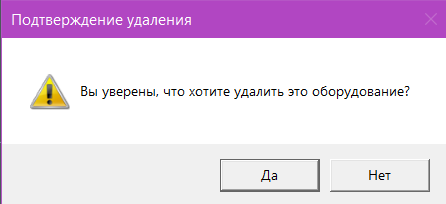 Подтверждение удаления
Вы уверены, что хотите удалить это оборудование?
Да
Нет